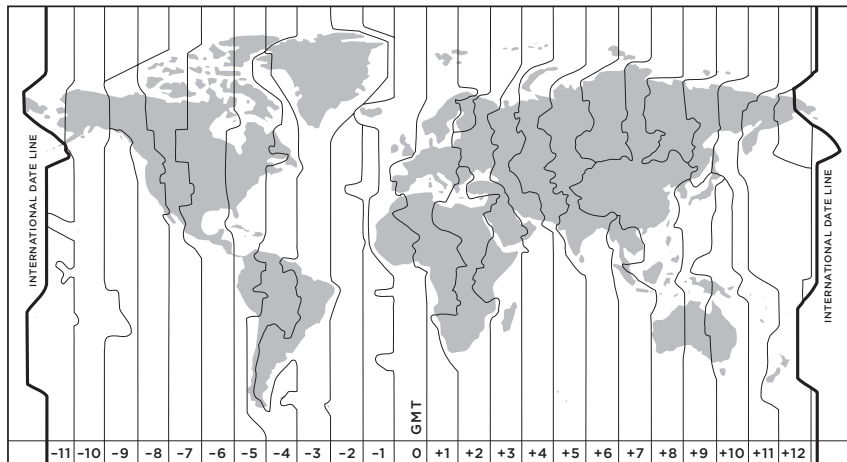 INTERNATIONAL DATE LINE
INTERNATIONAL DATE LINE
GMT
−11 −10 −9 −8 −7 −6 −5 −4 −3 −2 −1 0 +1 +2 +3 +4 +5 +6 +7 +8 +9 +10 +11 +12